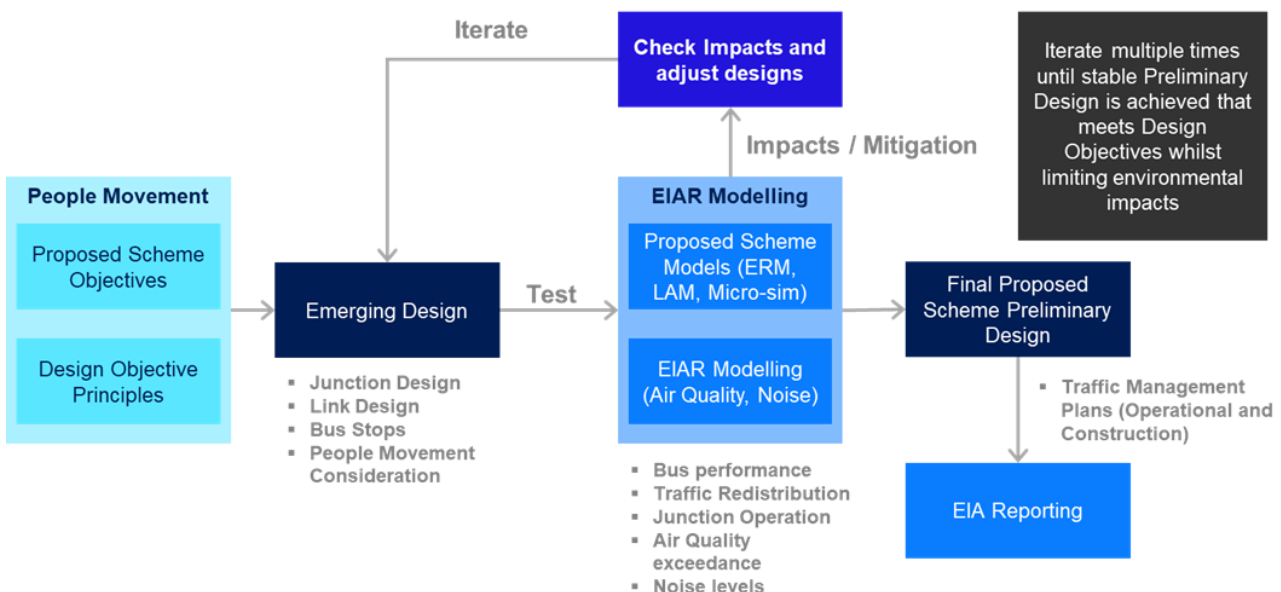 Iterate
Check Impacts and
adjust designs
Iterate multiple times
until stable Preliminary
Design is achieved that
meets Design
Objectives whilst
limiting environmental
impacts
Impacts / Mitigation
People Movement
Proposed Scheme
Objectives
Design Objective
Principles
Emerging Design
▪ Junction Design
▪ Link Design
▪ Bus Stops
▪ People Movement
Consideration
Test
EIAR Modelling
Proposed Scheme
Models (ERM,
LAM, Micro-sim)
EIAR Modelling
(Air Quality, Noise)
▪ Bus performance
▪ Traffic Redistribution
▪ Junction Operation
▪ Air Quality
exceedance
▪ Noise levels
Final Proposed
Scheme Preliminary
Design
▪ Traffic Management
Plans (Operational and
Construction)
EIA Reporting